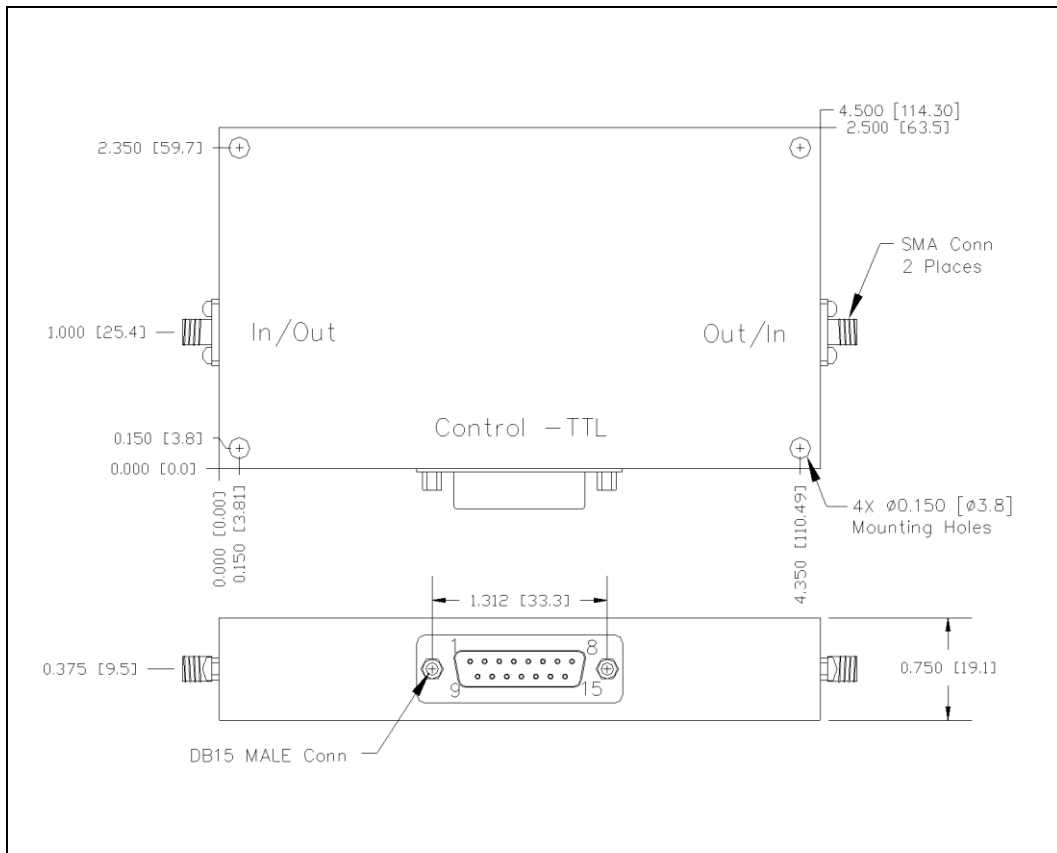 4.500 [114.30]
2.500 [63.5]
2.350 [59.7]
SMA Conn
2 Places
1.000 [25.4]
In/Out
Out/In
Control -TTL
0.150 [3.8]
0.000 [0.0]
0.000 [0.00]
0.150 [3.81]
4.350 [110.49]
4X ø0.150 [ø3.8]
Mounting Holes
1.312 [33.3]
1
8
0.375 [9.5]
0.750 [19.1]
9
15
DB15 MALE Conn